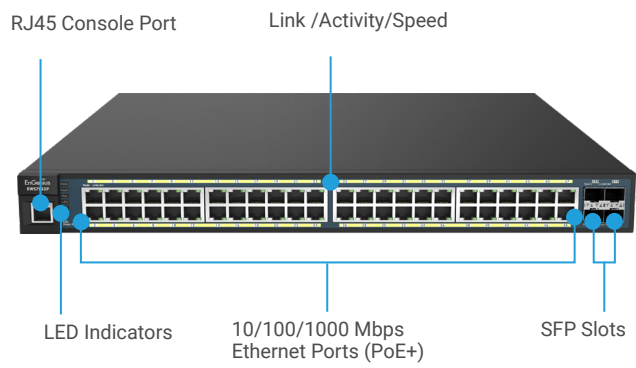 RJ45 Console Port
Link /Activity/Speed
EnGenius
LED Indicators
10/100/1000 Mbps
Ethernet Ports (PoE+)
SFP Slots